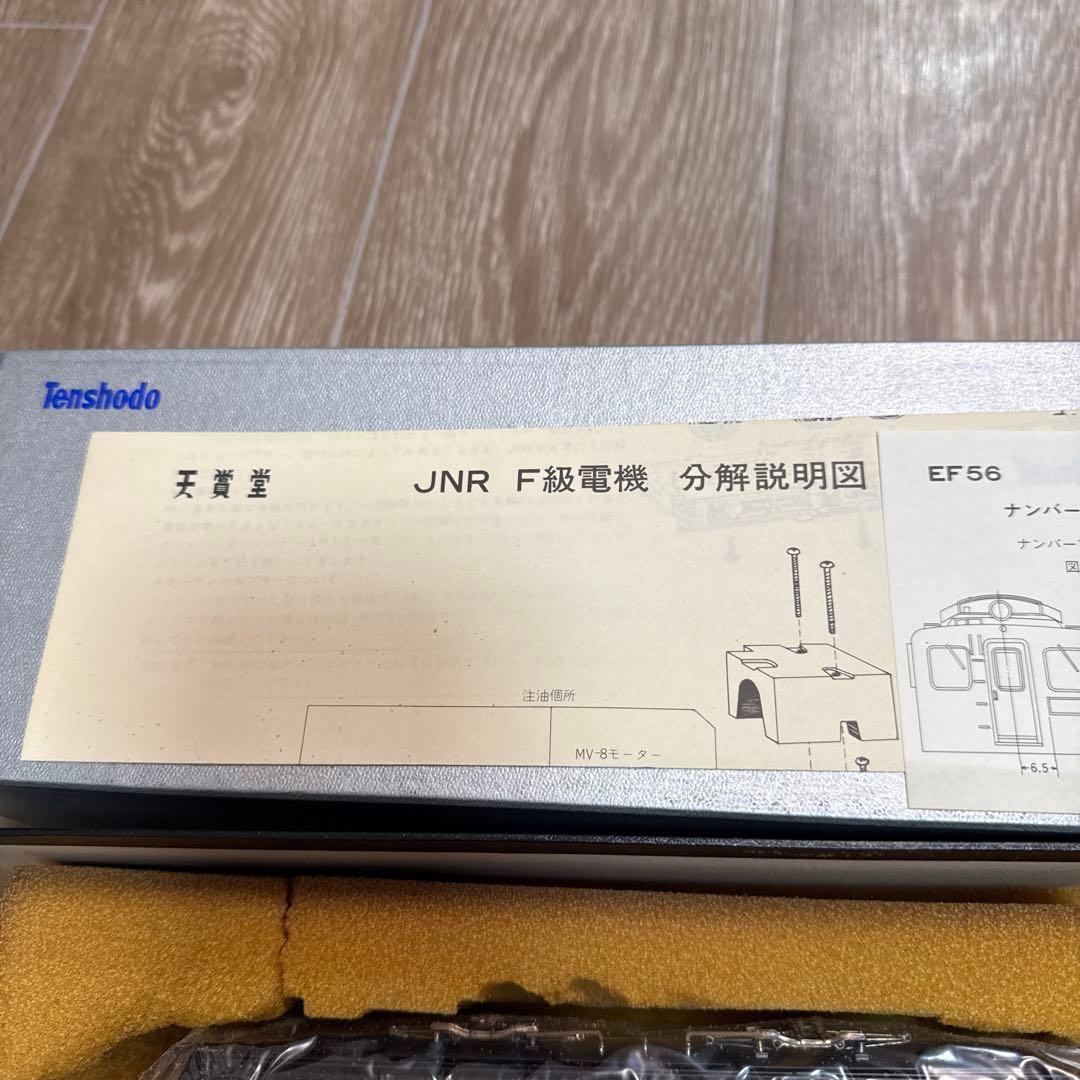 Tenshodo
天賞堂
JNR F級電機 分解説明図
注油個所
MV-8モーター
EF56
ナンバー
ナンバー
図
6.5